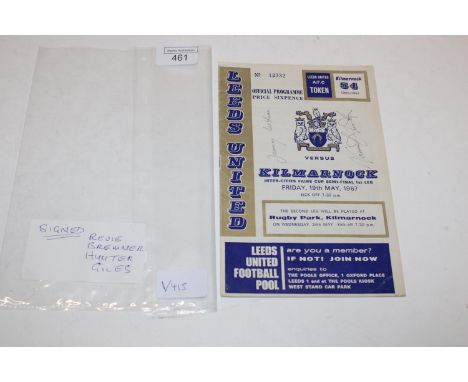 461
SIGNED
REVIE
BREMNER
HUNTER
GILES
V415
LEEDS UNITED
No 12332
OFFICIAL PROGRAMME
PRICE SIXPENCE
LEEDS UNITED
A.F.C
TOKEN
Kilmarnock
54
VERSUS
KILMARNOCK
INTER-CITIES FAIRS CUP SEMI-FINAL 1st LEG
FRIDAY, 19th MAY, 1967
KICK OFF 7-30 p.m.
THE SECOND LEG WILL BE PLAYED AT
Rugby Park, Kilmarnock
ON WEDNESDAY, 24th MAY Kick-off 7-30 p.m.
LEEDS
UNITED
FOOTBALL
POOL
are you a member?
IF NOT! JOIN NOW
enquiries to
THE POOLS OFFICE, 1 OXFORD PLACE
LEEDS 1 and at THE POOLS KIOSK
WEST STAND CAR PARK